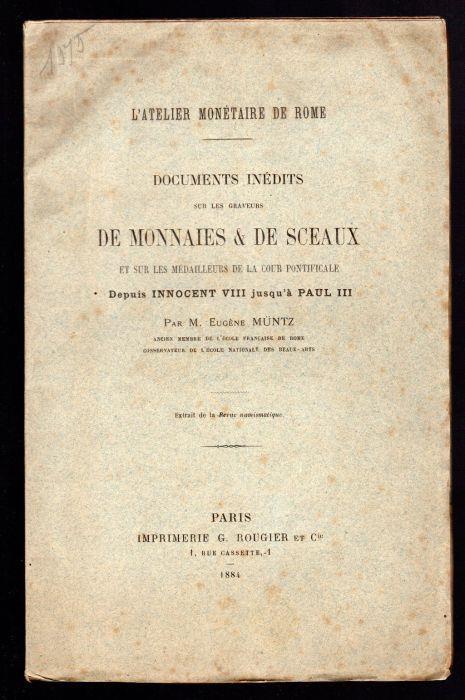 1575
L'ATELIER MONÉTAIRE DE ROME
DOCUMENTS INÉDITS
SUR LES GRAVEURS
DE MONNAIES & DE SCEAUX
ET SUR LES MÉDAILLEURS DE LA COUR PONTIFICALE
Depuis INNOCENT VIII jusqu'à PAUL III
PAR M. EUGÈNE MÜNTZ
ANCIEN MEMBRE DE L'ÉCOLE FRANÇAISE DE ROME
CONSERVATEUR DE L'ÉCOLE NATIONALE DES BEAUX-ARTS
Extrait de la Revue numismatique.
PARIS
IMPRIMERIE G. ROUGIER ET Cie
1, RUE CASSETTE, 1
1884